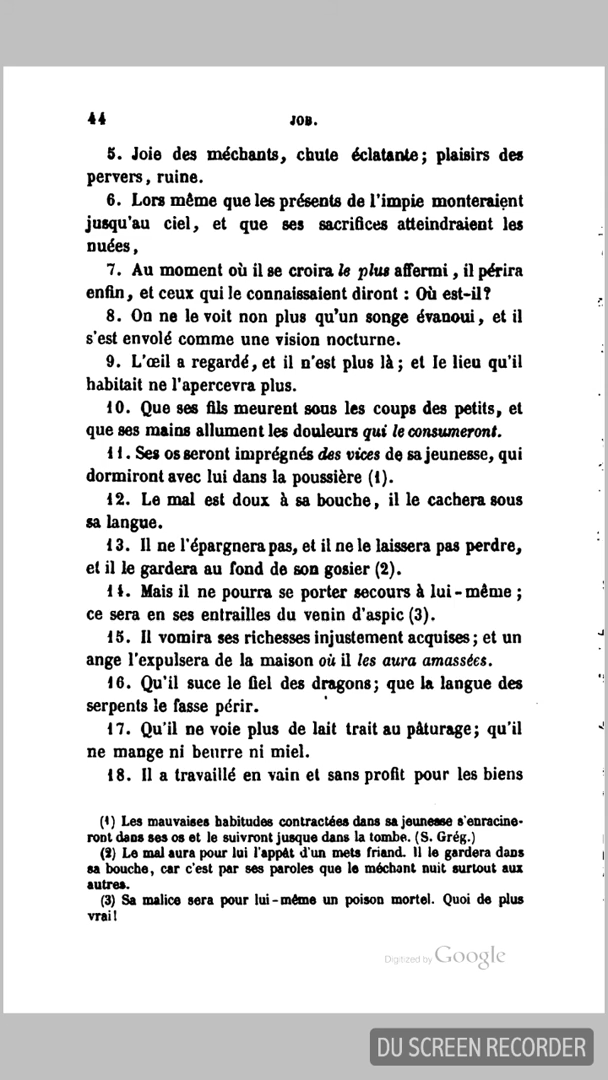 44 JOB.
5. Joie des méchants, chute éclatante; plaisirs des
pervers, ruine.
6. Lors même que les présents de l'impie monteraient
jusqu'au ciel, et que ses sacrifices atteindraient les
nuées,
7. Au moment où il se croira le plus affermi, il périra
enfin, et ceux qui le connaissaient diront : Où est-il?
8. On ne le voit non plus qu'un songe évanoui, et il
s'est envolé comme une vision nocturne.
9. L'œil a regardé, et il n'est plus là; et le lieu qu'il
habitait ne l'apercevra plus.
10. Que ses fils meurent sous les coups des petits, et
que ses mains allument les douleurs qui le consumeront.
11. Ses os seront imprégnés des vices de sa jeunesse, qui
dormiront avec lui dans la poussière (1).
12. Le mal est doux à sa bouche, il le cachera sous
sa langue.
13. Il ne l'épargnera pas, et il ne le laissera pas perdre,
et il le gardera au fond de son gosier (2).
14. Mais il ne pourra se porter secours à lui-même;
ce sera en ses entrailles du venin d'aspic (3).
15. Il vomira ses richesses injustement acquises; et un
ange l'expulsera de la maison où il les aura amassées.
16. Qu'il suce le fiel des dragons; que la langue des
serpents le fasse périr.
17. Qu'il ne voie plus de lait trait au pâturage; qu'il
ne mange ni beurre ni miel.
18. Il a travaillé en vain et sans profit pour les biens
(1) Les mauvaises habitudes contractées dans sa jeunesse s'enracine-
ront dans ses os et le suivront jusque dans la tombe. (S. Grég.)
(2) Le mal aura pour lui l'appât d'un mets friand. Il le gardera dans
sa bouche, car c'est par ses paroles que le méchant nuit surtout aux
autres.
(3) Sa malice sera pour lui-même un poison mortel. Quoi de plus
vrai!
Digitized by Google
DU SCREEN RECORDER